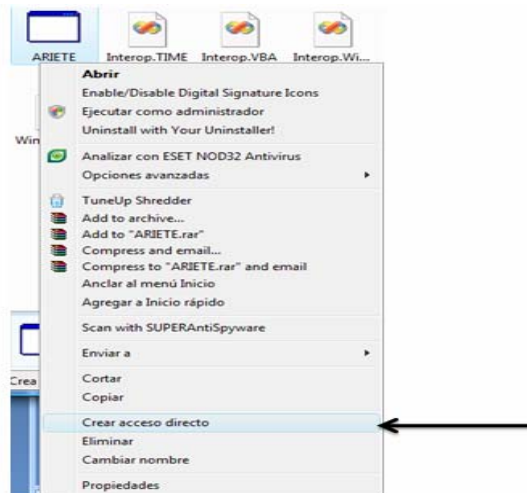 ARIETE Interop.TIME Interop.VBA Interop.Wi...
Abrir
Enable/Disable Digital Signature Icons
Ejecutar como administrador
Uninstall with Your Uninstaller!
Win
Analizar con ESET NOD32 Antivirus
Opciones avanzadas
TuneUp Shredder
Add to archive...
Add to "ARIETE.rar"
Compress and email...
Compress to "ARIETE.rar" and email
Anclar al menú Inicio
Agregar a Inicio rápido
Scan with SUPERAntiSpyware
Enviar a
Crea
Cortar
Copiar
Crear acceso directo
Eliminar
Cambiar nombre
Propiedades